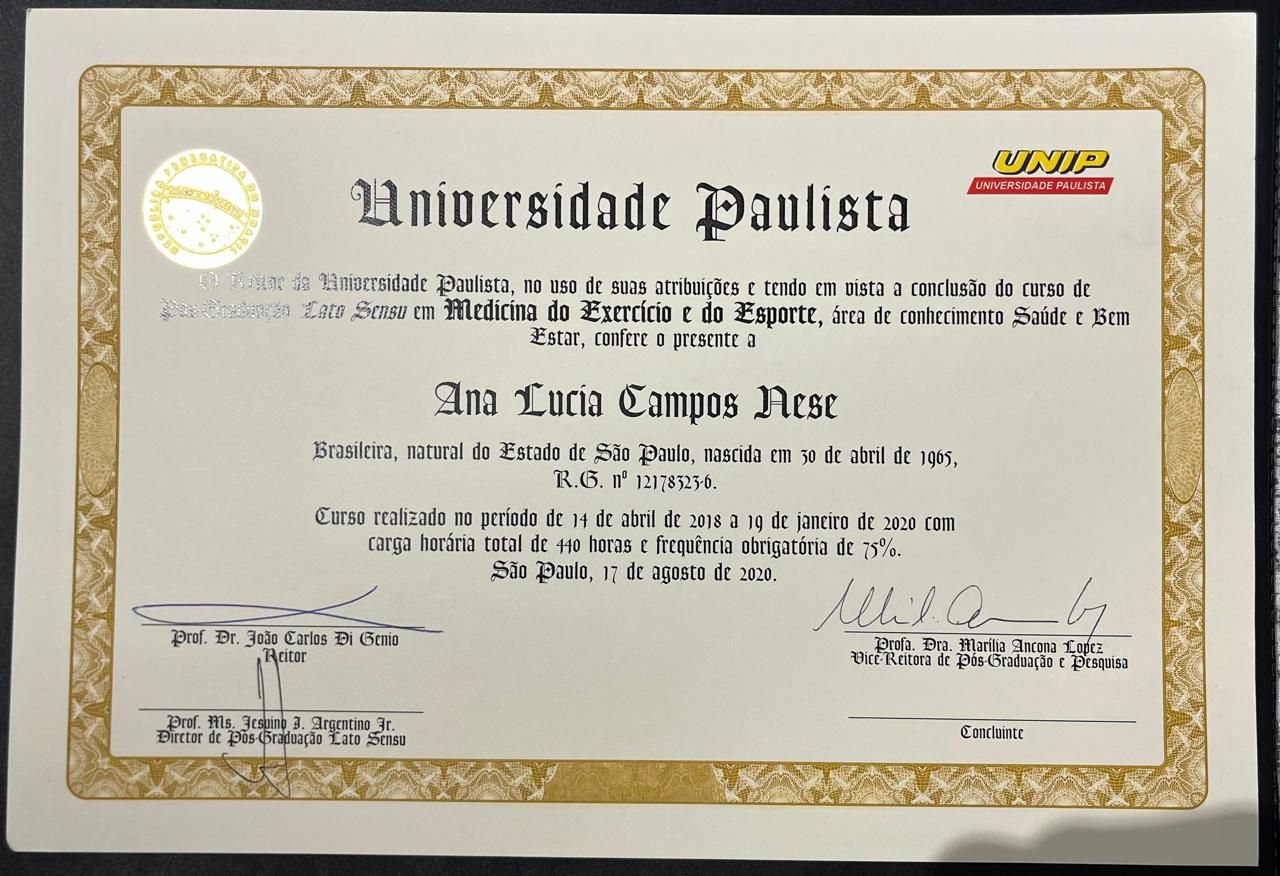 REPÚBLICA FEDERATIVA DO BRASIL
UNIP
UNIVERSIDADE PAULISTA
Universidade Paulista
O Reitor da Universidade Paulista, no uso de suas atribuições e tendo em vista a conclusão do curso de
Pós-Graduação Lato Sensu em Medicina do Exercício e do Esporte, área de conhecimento Saúde e Bem
Estar, confere o presente a
Ana Lucia Campos Nese
Brasileira, natural do Estado de São Paulo, nascida em 30 de abril de 1965,
R.G. nº 12178323-6.
Curso realizado no período de 14 de abril de 2018 a 19 de janeiro de 2020 com
carga horária total de 440 horas e frequência obrigatória de 75%.
São Paulo, 17 de agosto de 2020.
Prof. Dr. João Carlos Di Genio
Reitor
Profa. Dra. Marília Ancona Lopez
Vice-Reitora de Pós-Graduação e Pesquisa
Prof. Ms. Jesuino I. Argentino Jr.
Diretor de Pós-Graduação Lato Sensu
Concluinte